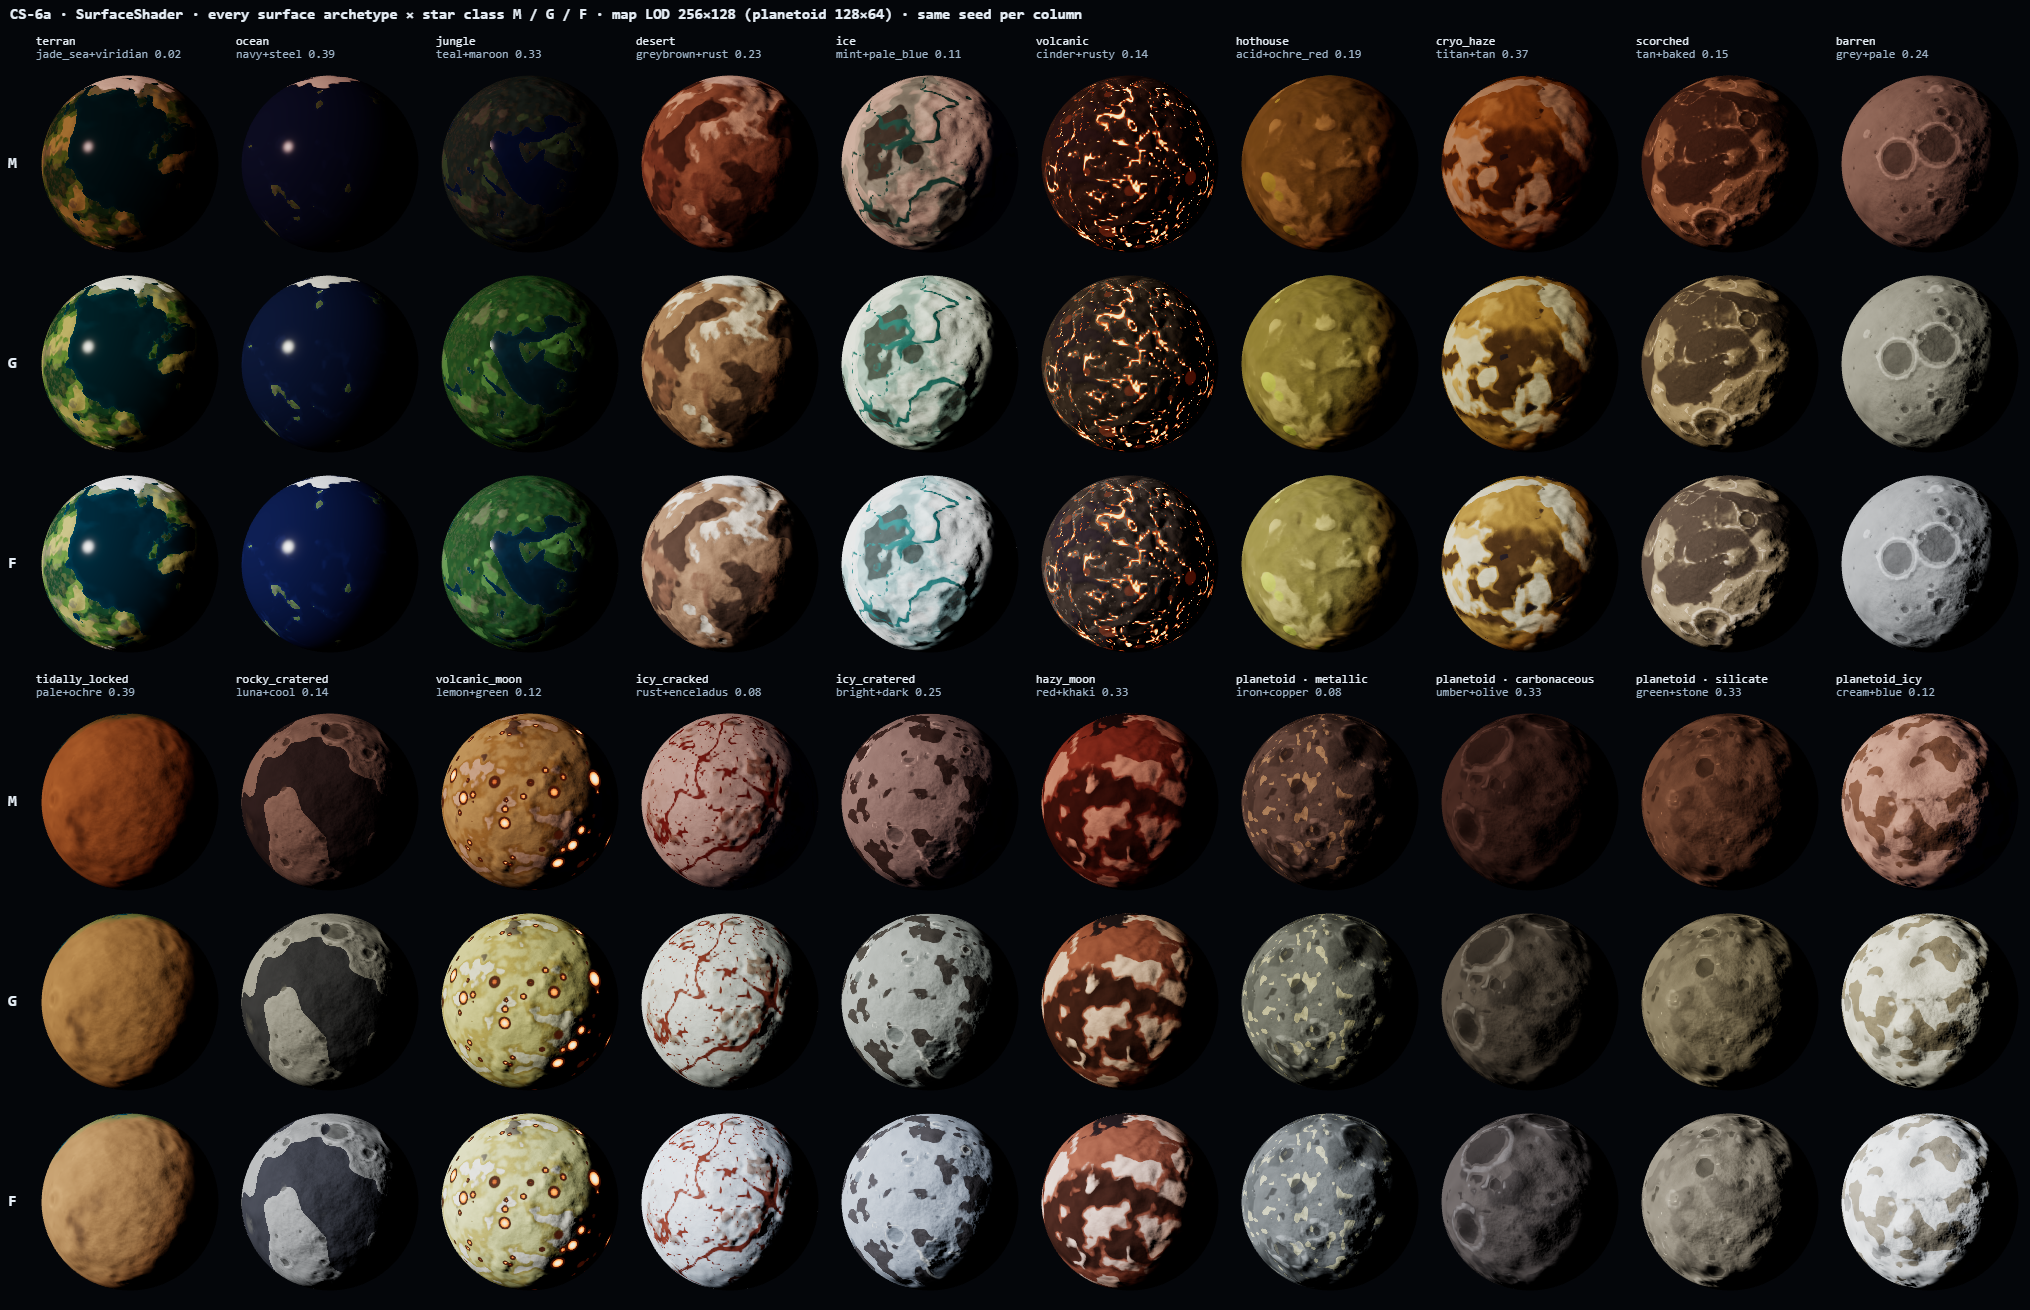 CS-6a · SurfaceShader · every surface archetype × star class M / G / F · map LOD 256×128 (planetoid 128×64) · same seed per column
terran ocean jungle desert ice volcanic hothouse cryo_haze scorched barren
jade_sea+viridian 0.02 navy+steel 0.39 teal+maroon 0.33 greybrown+rust 0.23 mint+pale_blue 0.11 cinder+rusty 0.14 acid+ochre_red 0.19 titan+tan 0.37 tan+baked 0.15 grey+pale 0.24
M
G
F
tidally_locked rocky_cratered volcanic_moon icy_cracked icy_cratered hazy_moon planetoid · metallic planetoid · carbonaceous planetoid · silicate planetoid_icy
pale+ochre 0.39 luna+cool 0.14 lemon+green 0.12 rust+enceladus 0.08 bright+dark 0.25 red+khaki 0.33 iron+copper 0.08 umber+olive 0.33 green+stone 0.33 cream+blue 0.12
M
G
F